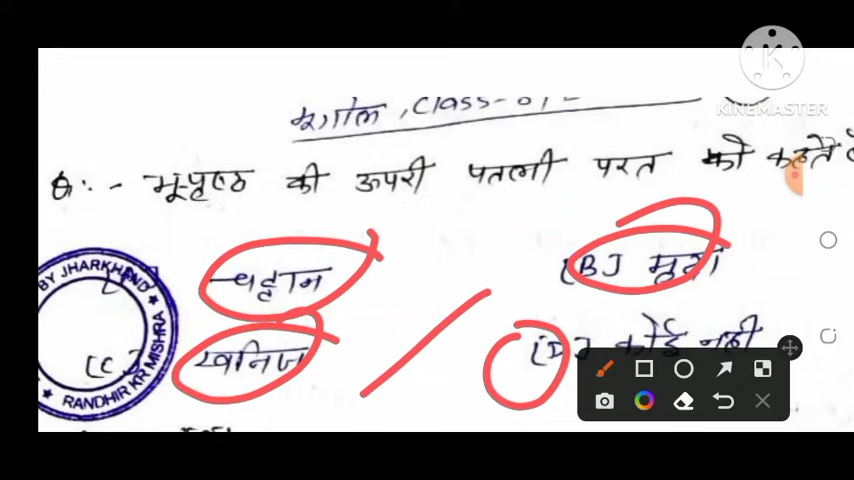 KINEMASTER
भूगोल, Class-
Q:- भू-पृष्ठ की ऊपरी पतली परत को कहते
चट्टान (B) मृदा
(C) खनिज (D) कोई नहीं
BY JHARKHAND
RANDHIR KR MISHRA